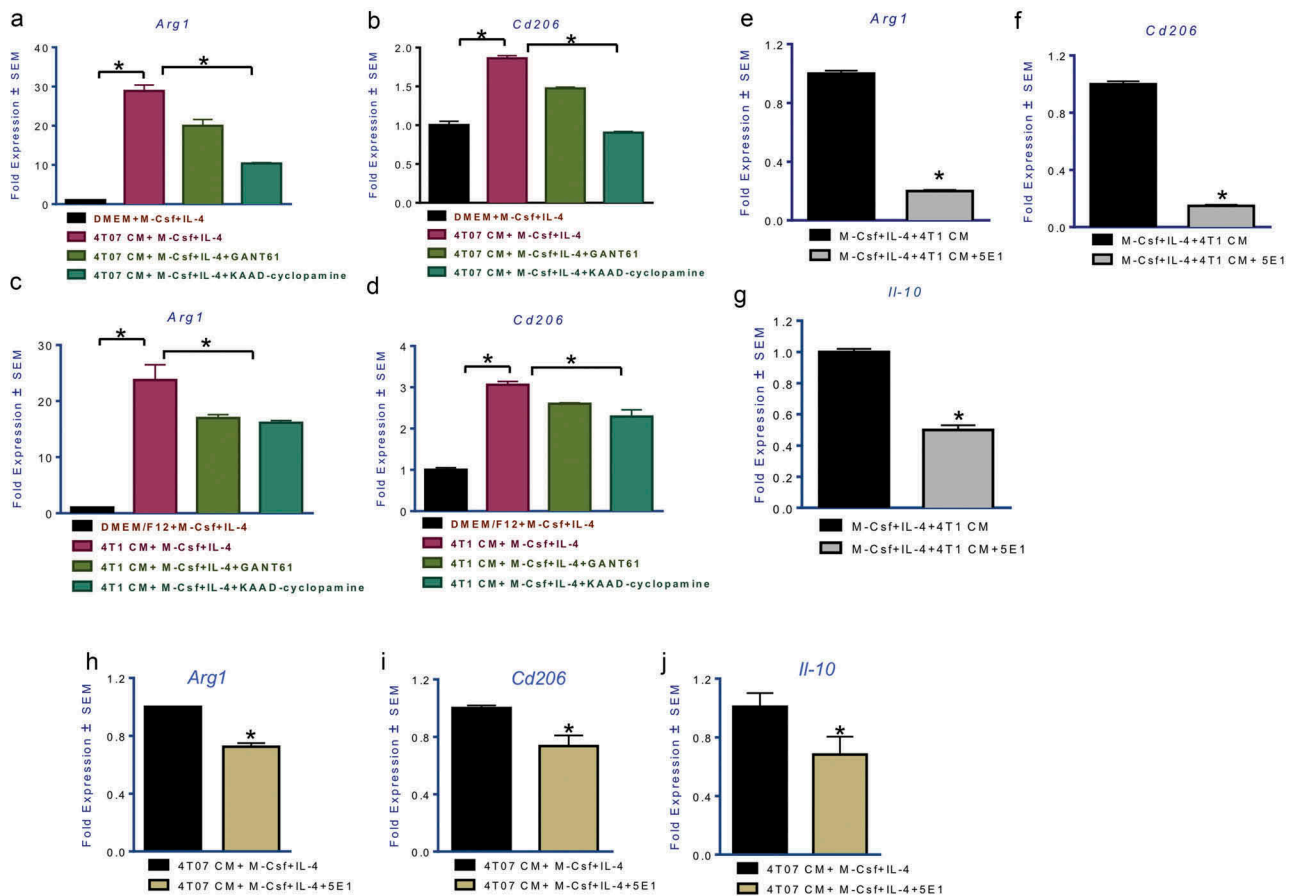 a
Arg1
Fold Expression ± SEM
40
30
20
10
0
*
*
DMEM+M-Csf+IL-4
4T07 CM+ M-Csf+IL-4
4T07 CM+ M-Csf+IL-4+GANT61
4T07 CM+ M-Csf+IL-4+KAAD-cyclopamine
b
Cd206
Fold Expression ± SEM
2.0
1.5
1.0
0.5
0.0
*
*
DMEM+M-Csf+IL-4
4T07 CM+ M-Csf+IL-4
4T07 CM+ M-Csf+IL-4+GANT61
4T07 CM+ M-Csf+IL-4+KAAD-cyclopamine
c
Arg1
Fold Expression ± SEM
30
20
10
0
*
*
DMEM/F12+M-Csf+IL-4
4T1 CM+ M-Csf+IL-4
4T1 CM+ M-Csf+IL-4+GANT61
4T1 CM+ M-Csf+IL-4+KAAD-cyclopamine
d
Cd206
Fold Expression ± SEM
4
3
2
1
0
*
*
DMEM/F12+M-Csf+IL-4
4T1 CM+ M-Csf+IL-4
4T1 CM+ M-Csf+IL-4+GANT61
4T1 CM+ M-Csf+IL-4+KAAD-cyclopamine
e
Arg1
Fold Expression ± SEM
1.2
0.8
0.4
0.0
*
M-Csf+IL-4+4T1 CM
M-Csf+IL-4+4T1 CM+5E1
f
Cd206
Fold Expression ± SEM
1.2
0.8
0.4
0.0
*
M-Csf+IL-4+4T1 CM
M-Csf+IL-4+4T1 CM+ 5E1
g
Il-10
Fold Expression ± SEM
1.2
1.0
0.8
0.6
0.4
0.2
0.0
*
M-Csf+IL-4+4T1 CM
M-Csf+IL-4+4T1 CM+5E1
h
Arg1
Fold Expression ± SEM
1.2
0.8
0.4
0.0
*
4T07 CM+ M-Csf+IL-4
4T07 CM+ M-Csf+IL-4+5E1
i
Cd206
Fold Expression ± SEM
1.2
0.8
0.4
0.0
*
4T07 CM+ M-Csf+IL-4
4T07 CM+ M-Csf+IL-4+5E1
j
Il-10
Fold Expression ± SEM
1.2
0.8
0.4
0.0
*
4T07 CM+ M-Csf+IL-4
4T07 CM+ M-Csf+IL-4+5E1